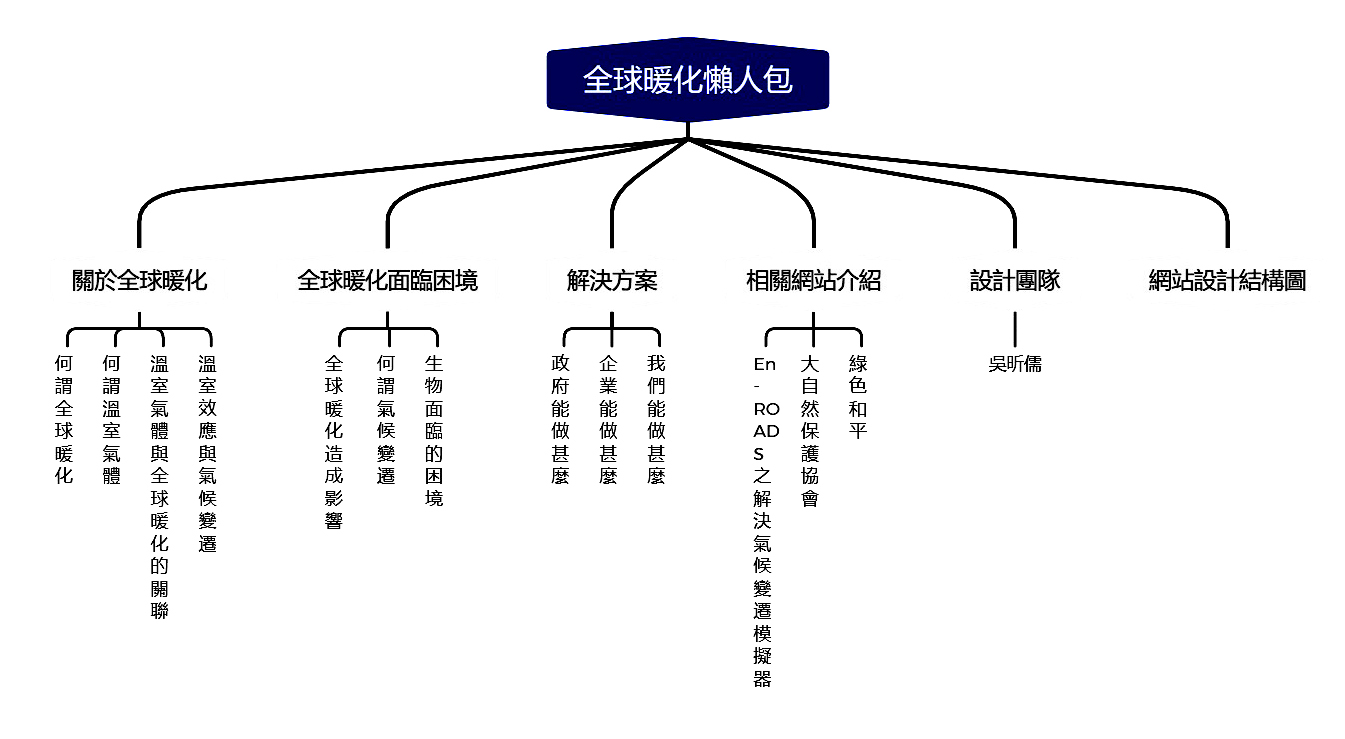 全球暖化懶人包
關於全球暖化
全球暖化面臨困境
解決方案
相關網站介紹
設計團隊
網站設計結構圖
何謂全球暖化
何謂溫室氣體
溫室氣體與全球暖化的關聯
溫室效應與氣候變遷
全球暖化造成影響
何謂氣候變遷
生物面臨的困境
政府能做甚麼
企業能做甚麼
我們能做甚麼
En-ROADS之解決氣候變遷模擬器
大自然保護協會
綠色和平
吳昕儒